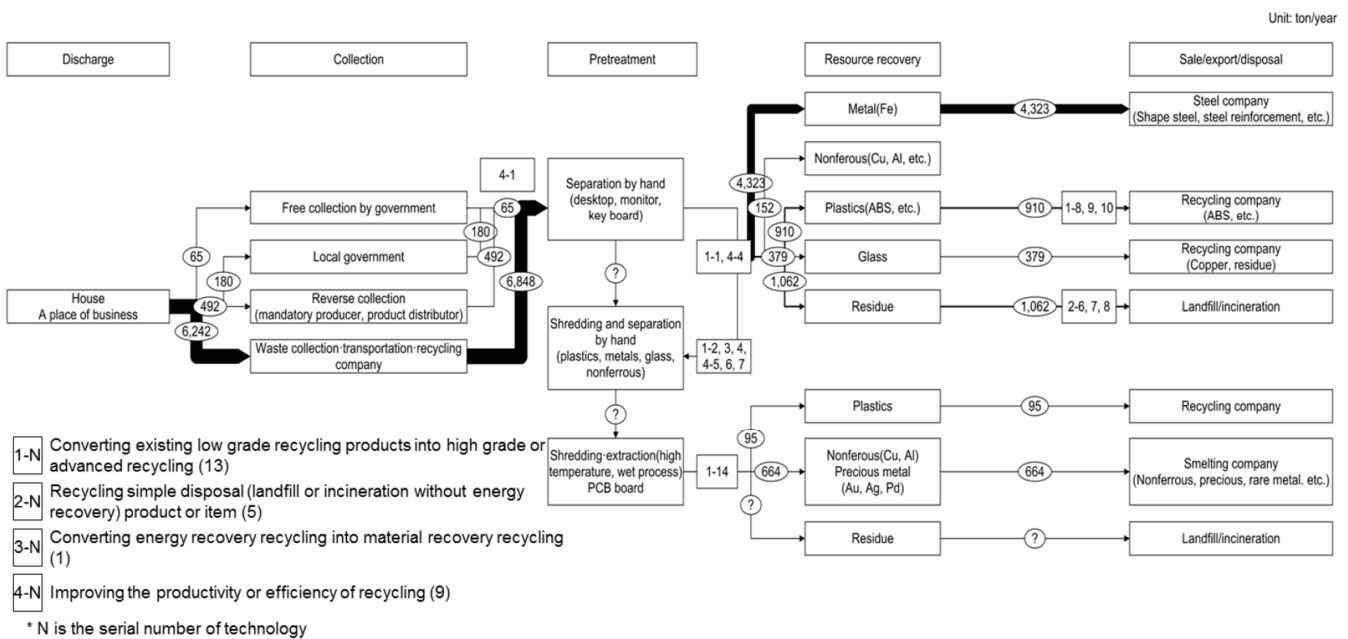 Unit: ton/year
Discharge
Collection
Pretreatment
Resource recovery
Sale/export/disposal
Metal(Fe)
4,323
Steel company
(Shape steel, steel reinforcement, etc.)
4-1
Separation by hand
(desktop, monitor,
key board)
Nonferous(Cu, Al, etc.)
4,323
Free collection by government
65
152
Plastics(ABS, etc.)
910
1-8, 9, 10
Recycling company
(ABS, etc.)
180
910
65
Local government
492
1-1, 4-4
379
Glass
379
Recycling company
(Copper, residue)
180
6,848
?
1,062
House
A place of business
492
Reverse collection
(mandatory producer, product distributor)
Residue
1,062
2-6, 7, 8
Landfill/incineration
6,242
Shredding and separation
by hand
(plastics, metals, glass,
nonferrous)
Waste collection·transportation·recycling
company
1-2, 3, 4,
4-5, 6, 7
?
Plastics
95
Recycling company
95
Shredding·extraction(high
temperature, wet process)
PCB board
1-14
664
Nonferous(Cu, Al)
Precious metal
(Au, Ag, Pd)
664
Smelting company
(Nonferrous, precious, rare metal. etc.)
?
Residue
?
Landfill/incineration
1-N Converting existing low grade recycling products into high grade or
advanced recycling (13)
2-N Recycling simple disposal (landfill or incineration without energy
recovery) product or item (5)
3-N Converting energy recovery recycling into material recovery recycling
(1)
4-N Improving the productivity or efficiency of recycling (9)
* N is the serial number of technology